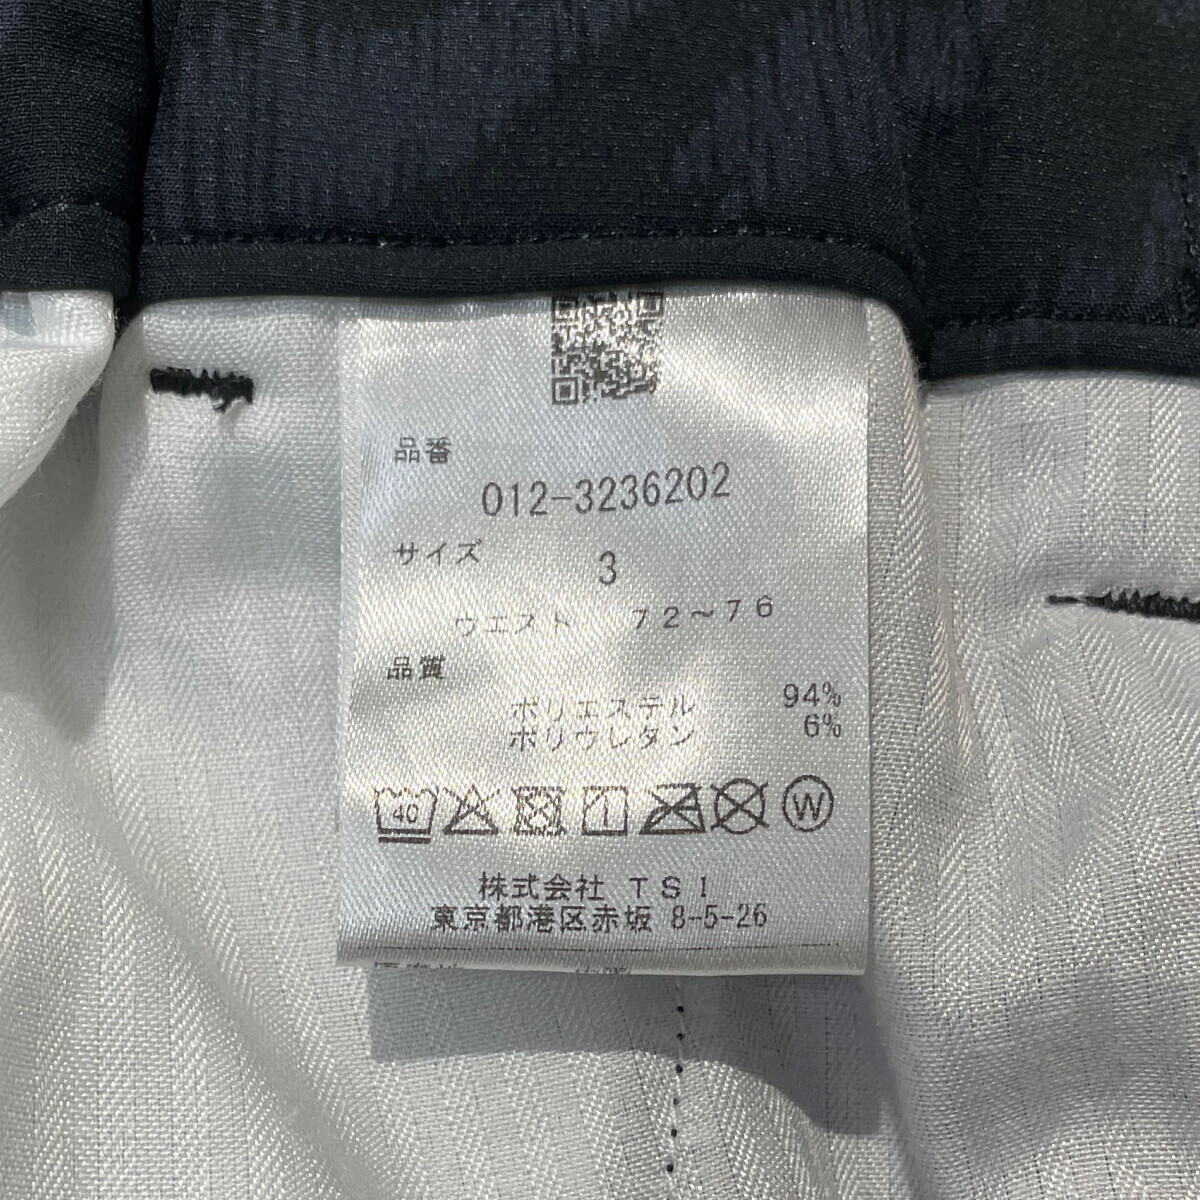 品番
012-3236202
サイズ 3
ウエスト 72~76
品質
ポリエステル 94%
ポリウレタン 6%
40 W
株式会社 TSI
東京都港区赤坂 8-5-26